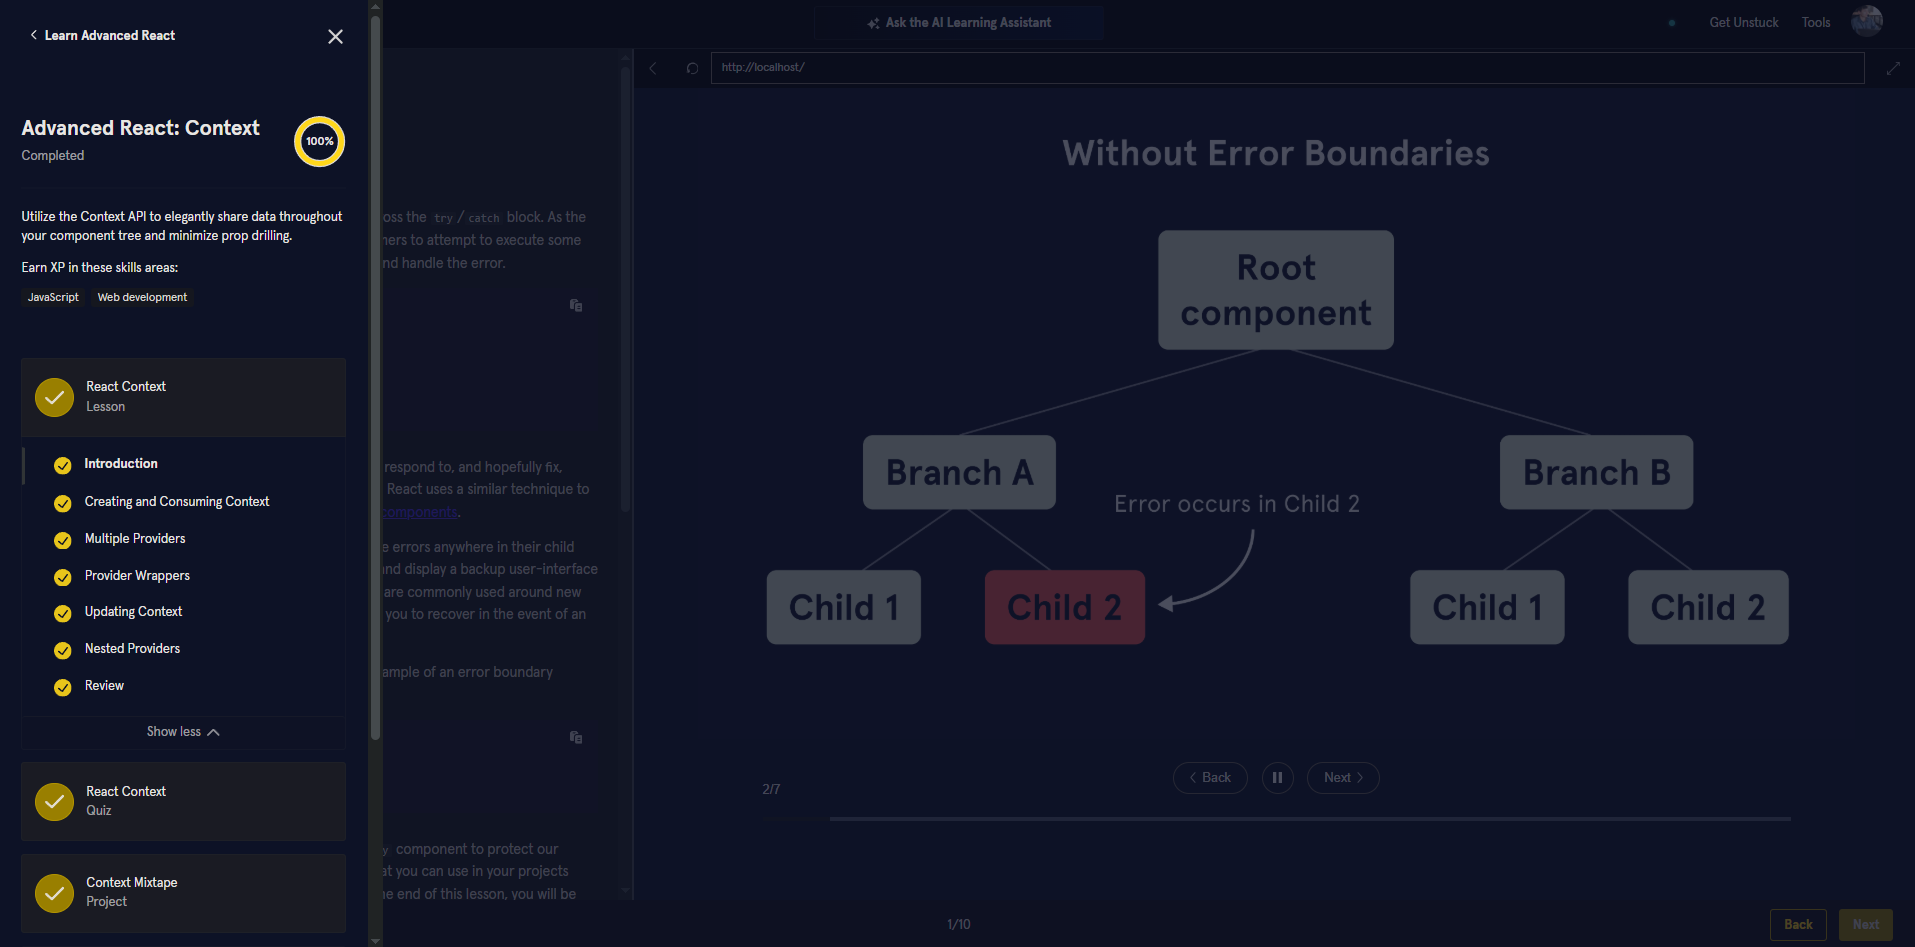 Learn Advanced React
Advanced React: Context
Completed
100%
Utilize the Context API to elegantly share data throughout
your component tree and minimize prop drilling.
Earn XP in these skills areas:
JavaScript
Web development
React Context
Lesson
Introduction
Creating and Consuming Context
Multiple Providers
Provider Wrappers
Updating Context
Nested Providers
Review
Show less
React Context
Quiz
Context Mixtape
Project
Ask the AI Learning Assistant
Get Unstuck
Tools
the try / catch block. As the
to attempt to execute some
handle the error.
respond to, and hopefully fix,
React uses a similar technique to
components.
errors anywhere in their child
display a backup user-interface
are commonly used around new
you to recover in the event of an
of an error boundary
component to protect our
you can use in your projects
end of this lesson, you will be
http://localhost/
Without Error Boundaries
Root
component
Branch A
Branch B
Error occurs in Child 2
Child 1
Child 2
Child 1
Child 2
Back
Next
2/7
1/10
Back
Next